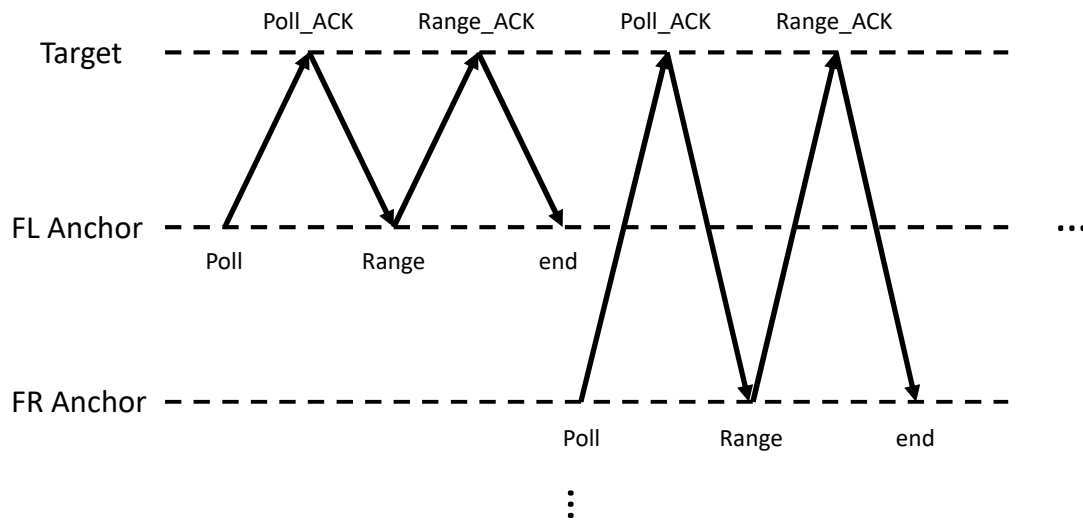 Poll_ACK Range_ACK Poll_ACK Range_ACK
Target
FL Anchor
Poll Range end
...
FR Anchor
Poll Range end
...